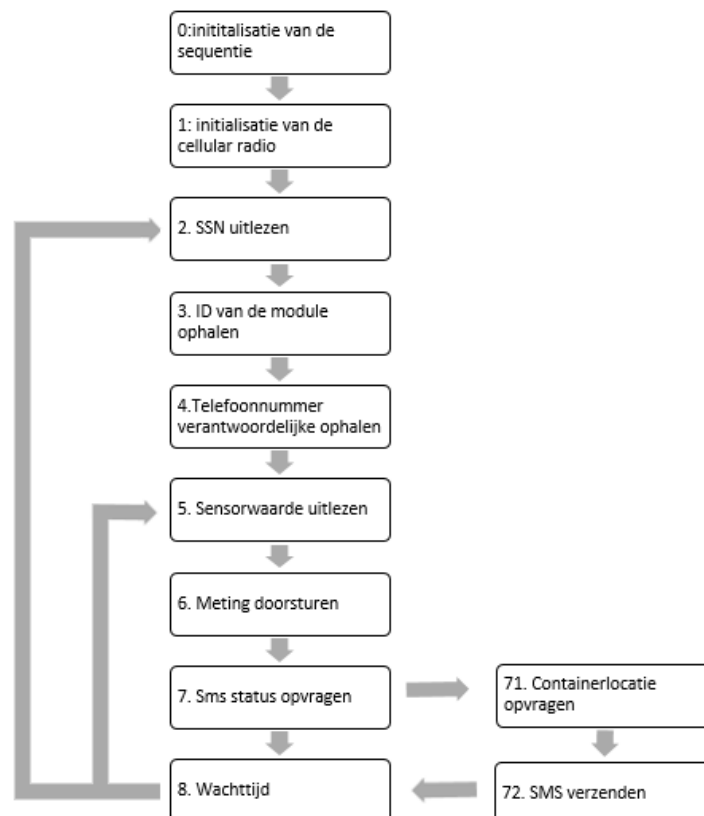 0:inititalisatie van de
sequentie
1: initialisatie van de
cellular radio
2. SSN uitlezen
3. ID van de module
ophalen
4.Telefoonnummer
verantwoordelijke ophalen
5. Sensorwaarde uitlezen
6. Meting doorsturen
7. Sms status opvragen
71. Containerlocatie
opvragen
8. Wachttijd
72. SMS verzenden